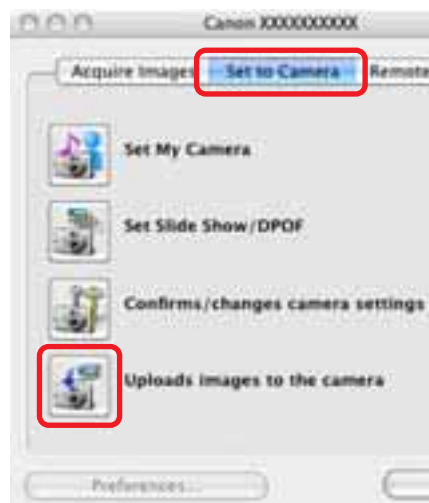 Canon XXXXXXXXXX
Acquire Images Set to Camera Remote
Set My Camera
Set Slide Show/DPOF
Confirms/changes camera settings
Uploads images to the camera
Preferences...